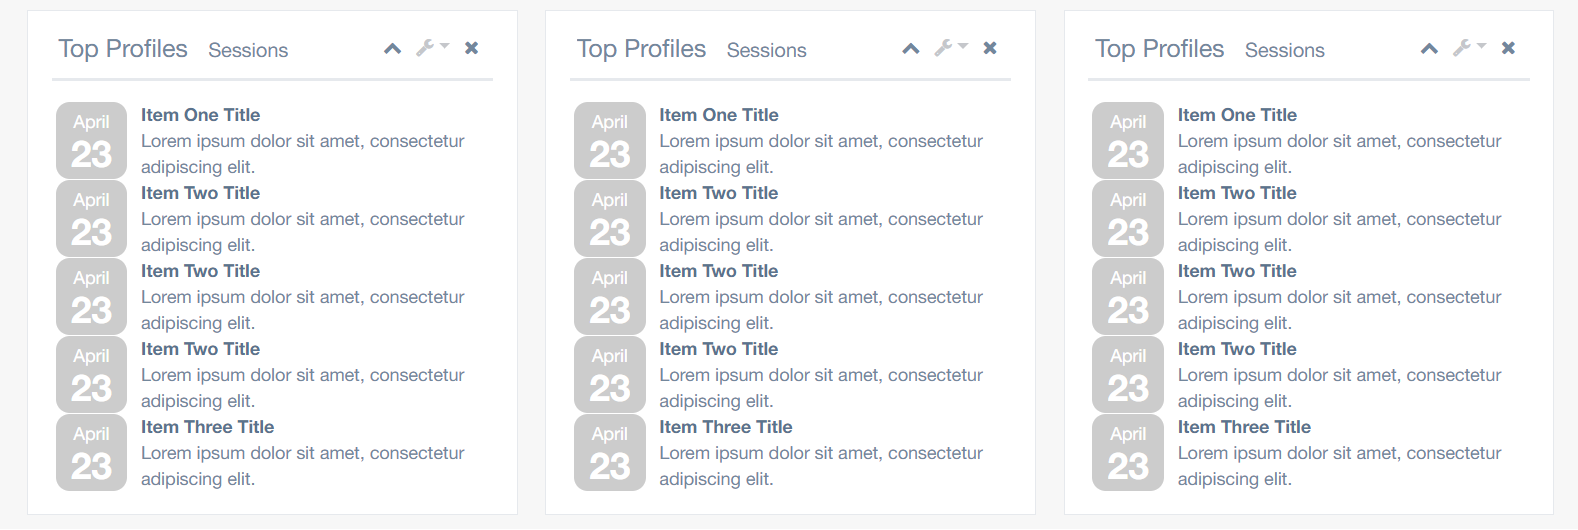 Top Profiles Sessions
April
23
Item One Title
Lorem ipsum dolor sit amet, consectetur
adipiscing elit.
April
23
Item Two Title
Lorem ipsum dolor sit amet, consectetur
adipiscing elit.
April
23
Item Two Title
Lorem ipsum dolor sit amet, consectetur
adipiscing elit.
April
23
Item Two Title
Lorem ipsum dolor sit amet, consectetur
adipiscing elit.
April
23
Item Three Title
Lorem ipsum dolor sit amet, consectetur
adipiscing elit.
Top Profiles Sessions
April
23
Item One Title
Lorem ipsum dolor sit amet, consectetur
adipiscing elit.
April
23
Item Two Title
Lorem ipsum dolor sit amet, consectetur
adipiscing elit.
April
23
Item Two Title
Lorem ipsum dolor sit amet, consectetur
adipiscing elit.
April
23
Item Two Title
Lorem ipsum dolor sit amet, consectetur
adipiscing elit.
April
23
Item Three Title
Lorem ipsum dolor sit amet, consectetur
adipiscing elit.
Top Profiles Sessions
April
23
Item One Title
Lorem ipsum dolor sit amet, consectetur
adipiscing elit.
April
23
Item Two Title
Lorem ipsum dolor sit amet, consectetur
adipiscing elit.
April
23
Item Two Title
Lorem ipsum dolor sit amet, consectetur
adipiscing elit.
April
23
Item Two Title
Lorem ipsum dolor sit amet, consectetur
adipiscing elit.
April
23
Item Three Title
Lorem ipsum dolor sit amet, consectetur
adipiscing elit.